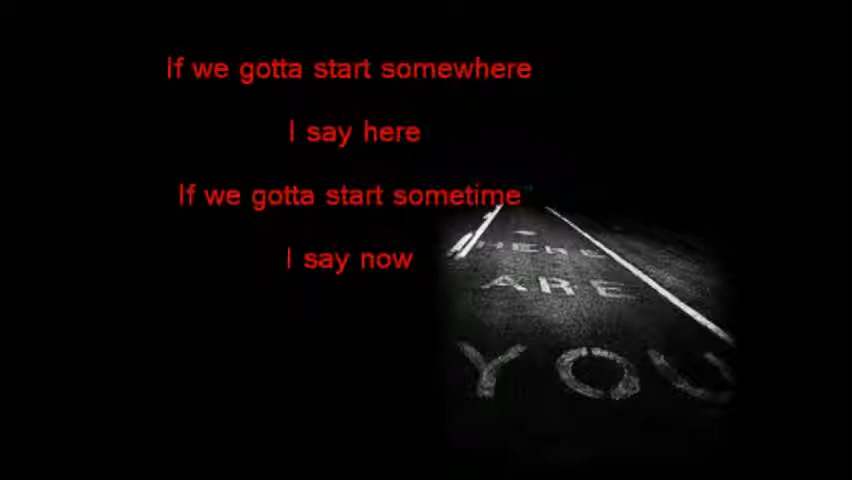 If we gotta start somewhere
I say here
If we gotta start sometime
I say now
HERE
ARE
YOU